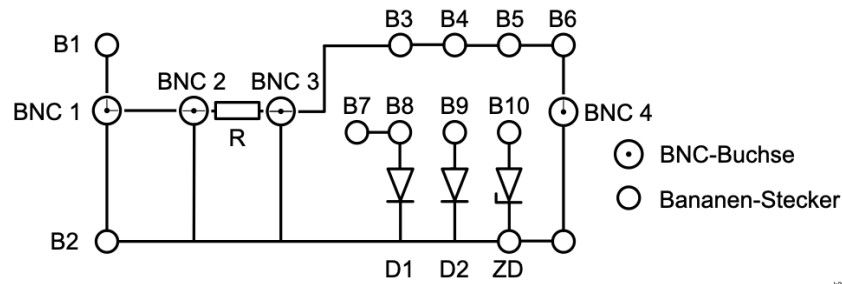 B3 B4 B5 B6
B1
BNC 2 BNC 3
BNC 1 BNC 4
B7 B8 B9 B10
R
BNC-Buchse
Bananen-Stecker
B2
D1 D2 ZD